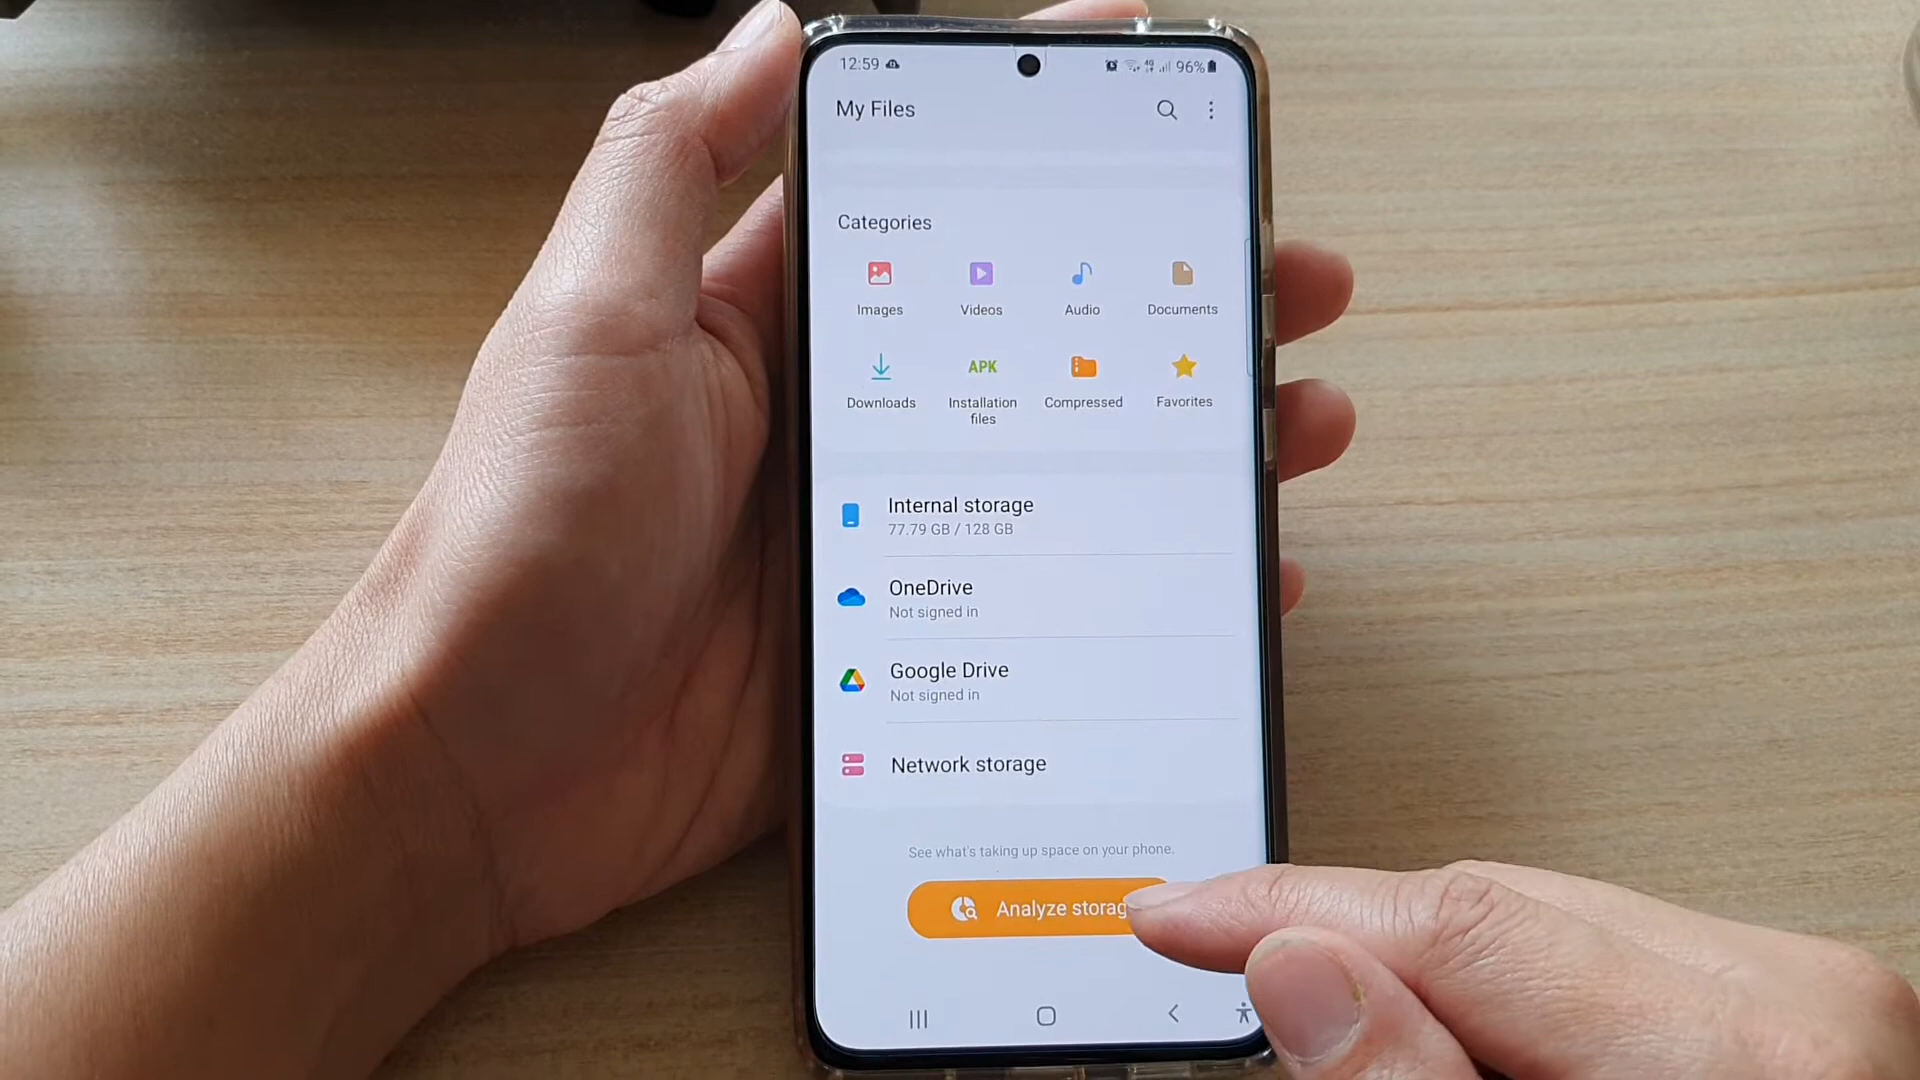 12:59
4G
96%
My Files
Categories
Images
Videos
Audio
Documents
Downloads
APK
Installation
files
Compressed
Favorites
Internal storage
77.79 GB / 128 GB
OneDrive
Not signed in
Google Drive
Not signed in
Network storage
See what's taking up space on your phone.
Analyze storag